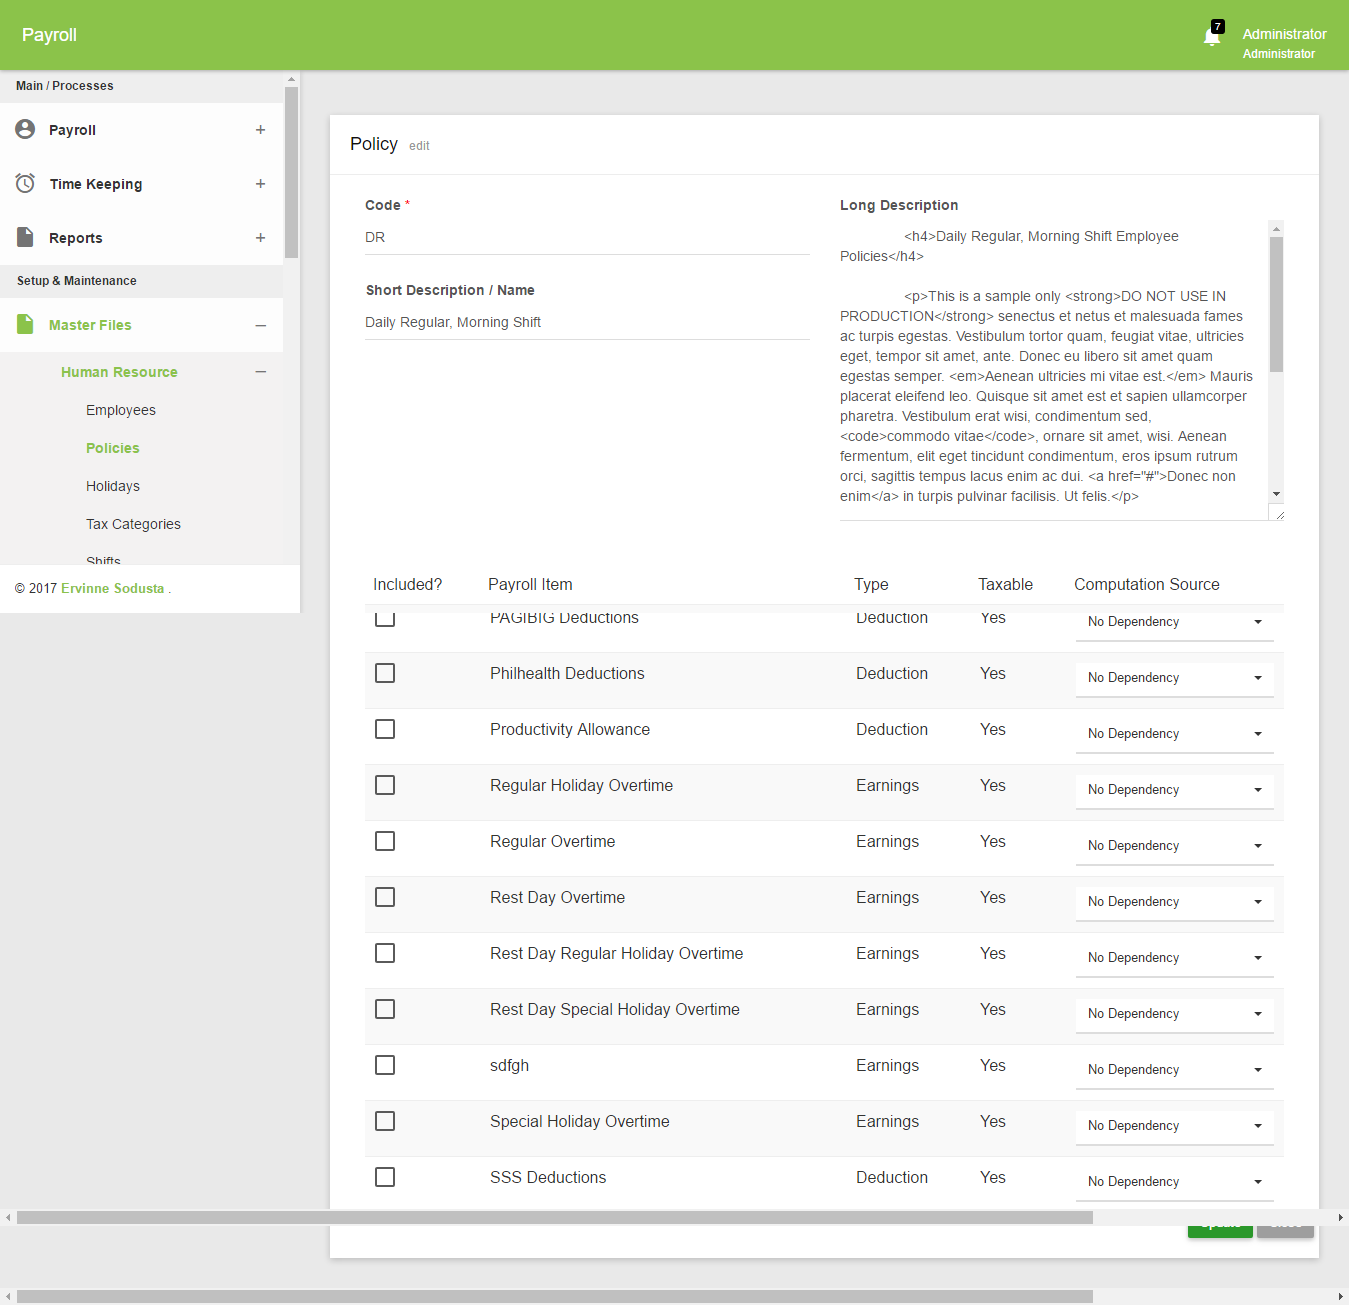 Payroll
7
Administrator
Administrator
Main / Processes
Payroll
Time Keeping
Reports
Setup & Maintenance
Master Files
Human Resource
Employees
Policies
Holidays
Tax Categories
Shifts
© 2017 Ervinne Sodusta .
Policy edit
Code *
DR
Short Description / Name
Daily Regular, Morning Shift
Long Description
<h4>Daily Regular, Morning Shift Employee
Policies</h4>
<p>This is a sample only <strong>DO NOT USE IN
PRODUCTION</strong> senectus et netus et malesuada fames
ac turpis egestas. Vestibulum tortor quam, feugiat vitae, ultricies
eget, tempor sit amet, ante. Donec eu libero sit amet quam
egestas semper. <em>Aenean ultricies mi vitae est.</em> Mauris
placerat eleifend leo. Quisque sit amet est et sapien ullamcorper
pharetra. Vestibulum erat wisi, condimentum sed,
<code>commodo vitae</code>, ornare sit amet, wisi. Aenean
fermentum, elit eget tincidunt condimentum, eros ipsum rutrum
orci, sagittis tempus lacus enim ac dui. <a href="#">Donec non
enim</a> in turpis pulvinar facilisis. Ut felis.</p>
Included? Payroll Item Type Taxable Computation Source
PAGIBIG Deductions Deduction Yes No Dependency
Philhealth Deductions Deduction Yes No Dependency
Productivity Allowance Deduction Yes No Dependency
Regular Holiday Overtime Earnings Yes No Dependency
Regular Overtime Earnings Yes No Dependency
Rest Day Overtime Earnings Yes No Dependency
Rest Day Regular Holiday Overtime Earnings Yes No Dependency
Rest Day Special Holiday Overtime Earnings Yes No Dependency
sdfgh Earnings Yes No Dependency
Special Holiday Overtime Earnings Yes No Dependency
SSS Deductions Deduction Yes No Dependency